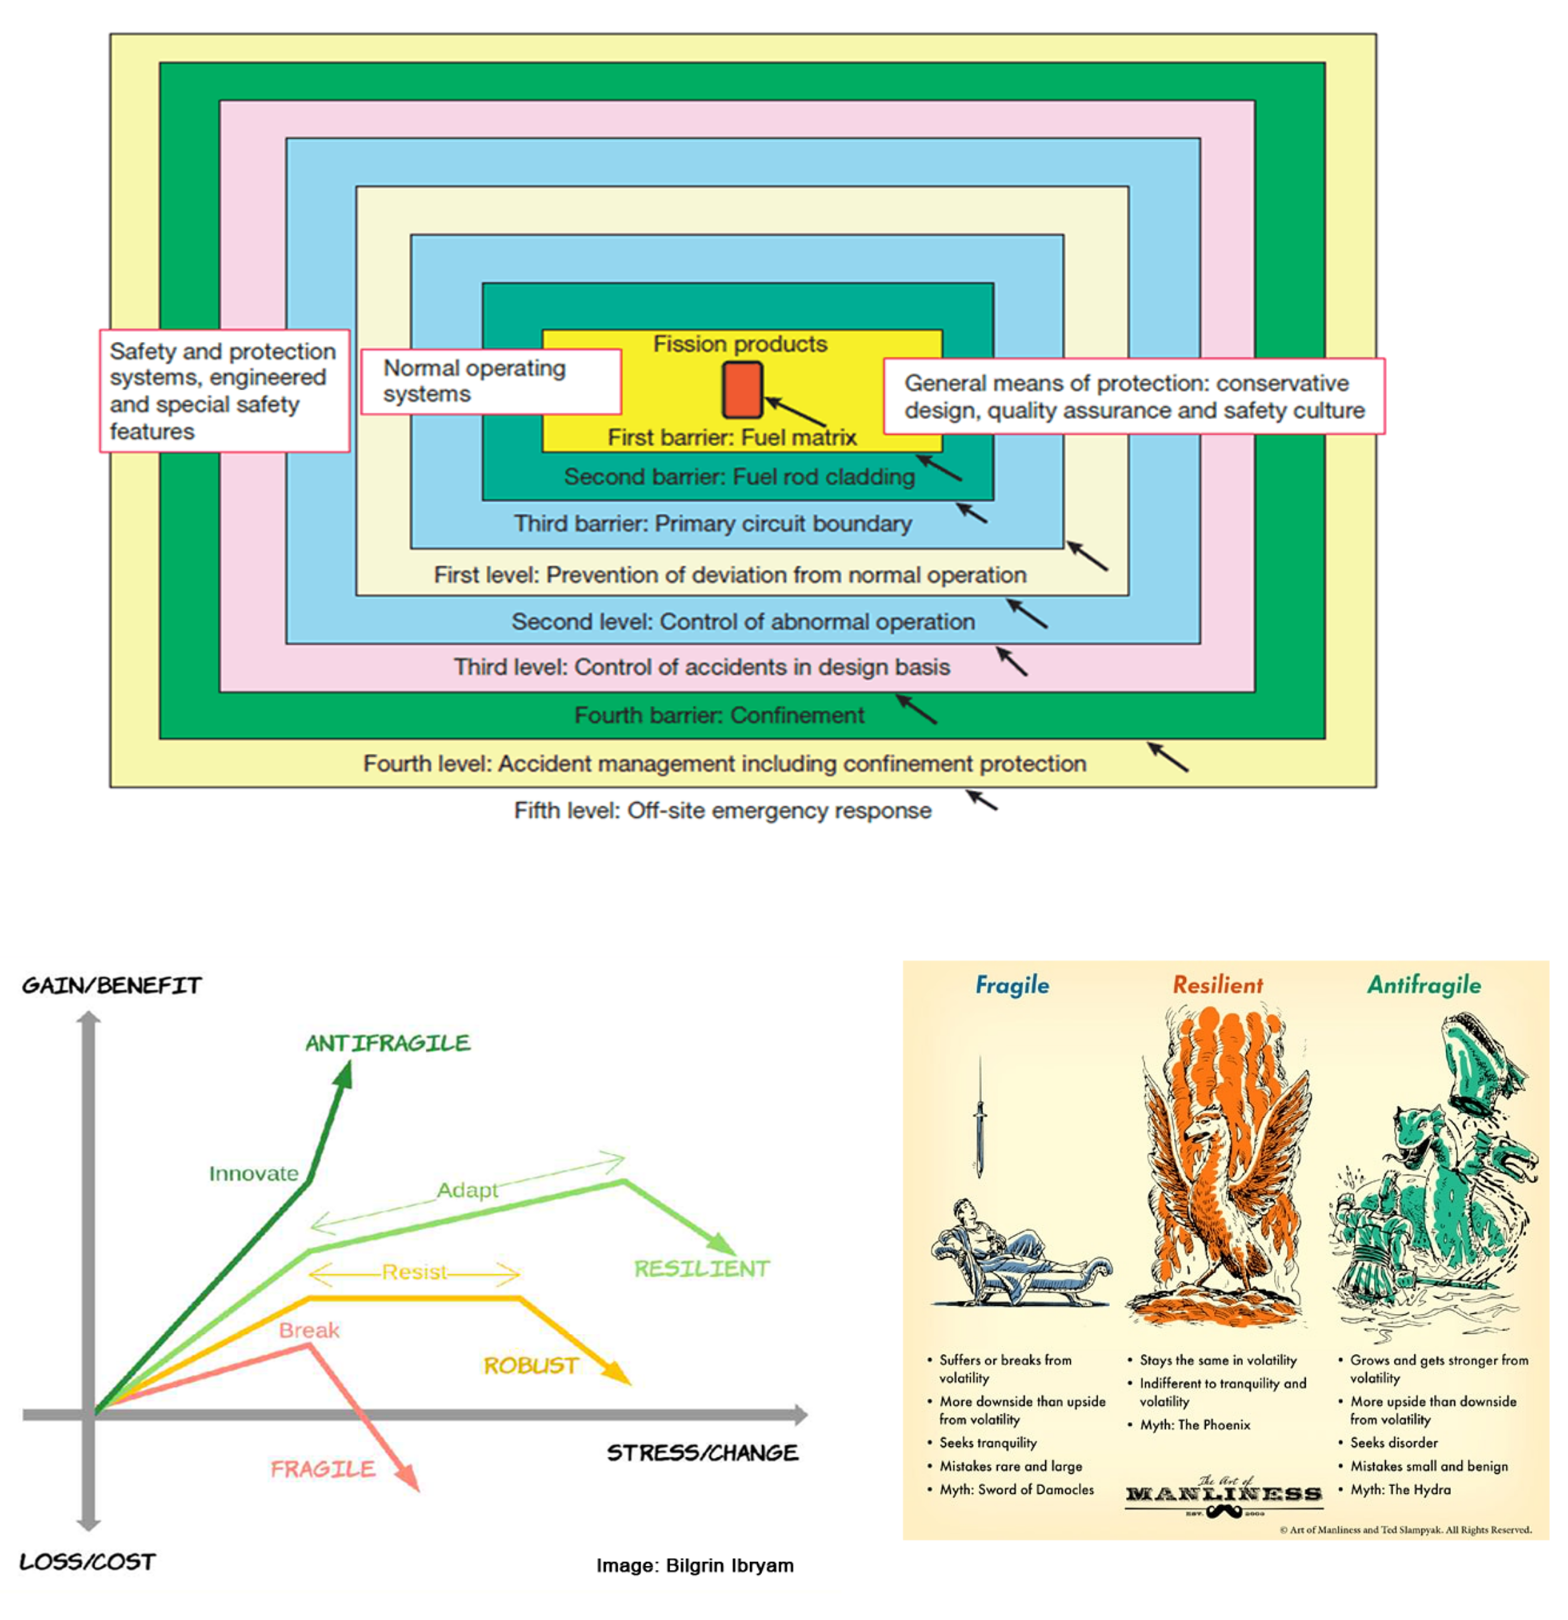 Safety and protection
systems, engineered
and special safety
features
Normal operating
systems
Fission products
General means of protection: conservative
design, quality assurance and safety culture
First barrier: Fuel matrix
Second barrier: Fuel rod cladding
Third barrier: Primary circuit boundary
First level: Prevention of deviation from normal operation
Second level: Control of abnormal operation
Third level: Control of accidents in design basis
Fourth barrier: Confinement
Fourth level: Accident management including confinement protection
Fifth level: Off-site emergency response
GAIN/BENEFIT
ANTIFRAGILE
Innovate
Adapt
RESILIENT
Resist
Break
ROBUST
STRESS/CHANGE
FRAGILE
LOSS/COST
Image: Bilgrin Ibryam
Fragile
• Suffers or breaks from
volatility
• More downside than upside
from volatility
• Seeks tranquility
• Mistakes rare and large
• Myth: Sword of Damocles
Resilient
• Stays the same in volatility
• Indifferent to tranquility and
volatility
• Myth: The Phoenix
Antifragile
• Grows and gets stronger from
volatility
• More upside than downside
from volatility
• Seeks disorder
• Mistakes small and benign
• Myth: The Hydra
The Art of
MANLINESS
EST. 2008
© Art of Manliness and Ted Slampyak. All Rights Reserved.